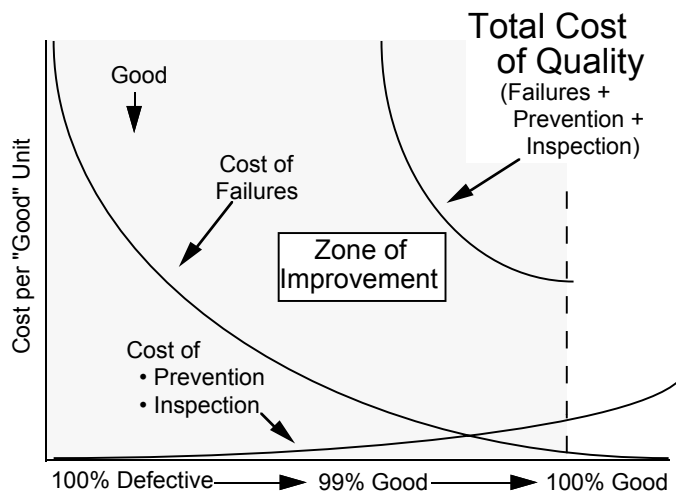 Total Cost
of Quality
(Failures +
Prevention +
Inspection)
Good
Cost of
Failures
Zone of
Improvement
Cost of
• Prevention
• Inspection
Cost per "Good" Unit
100% Defective
99% Good
100% Good